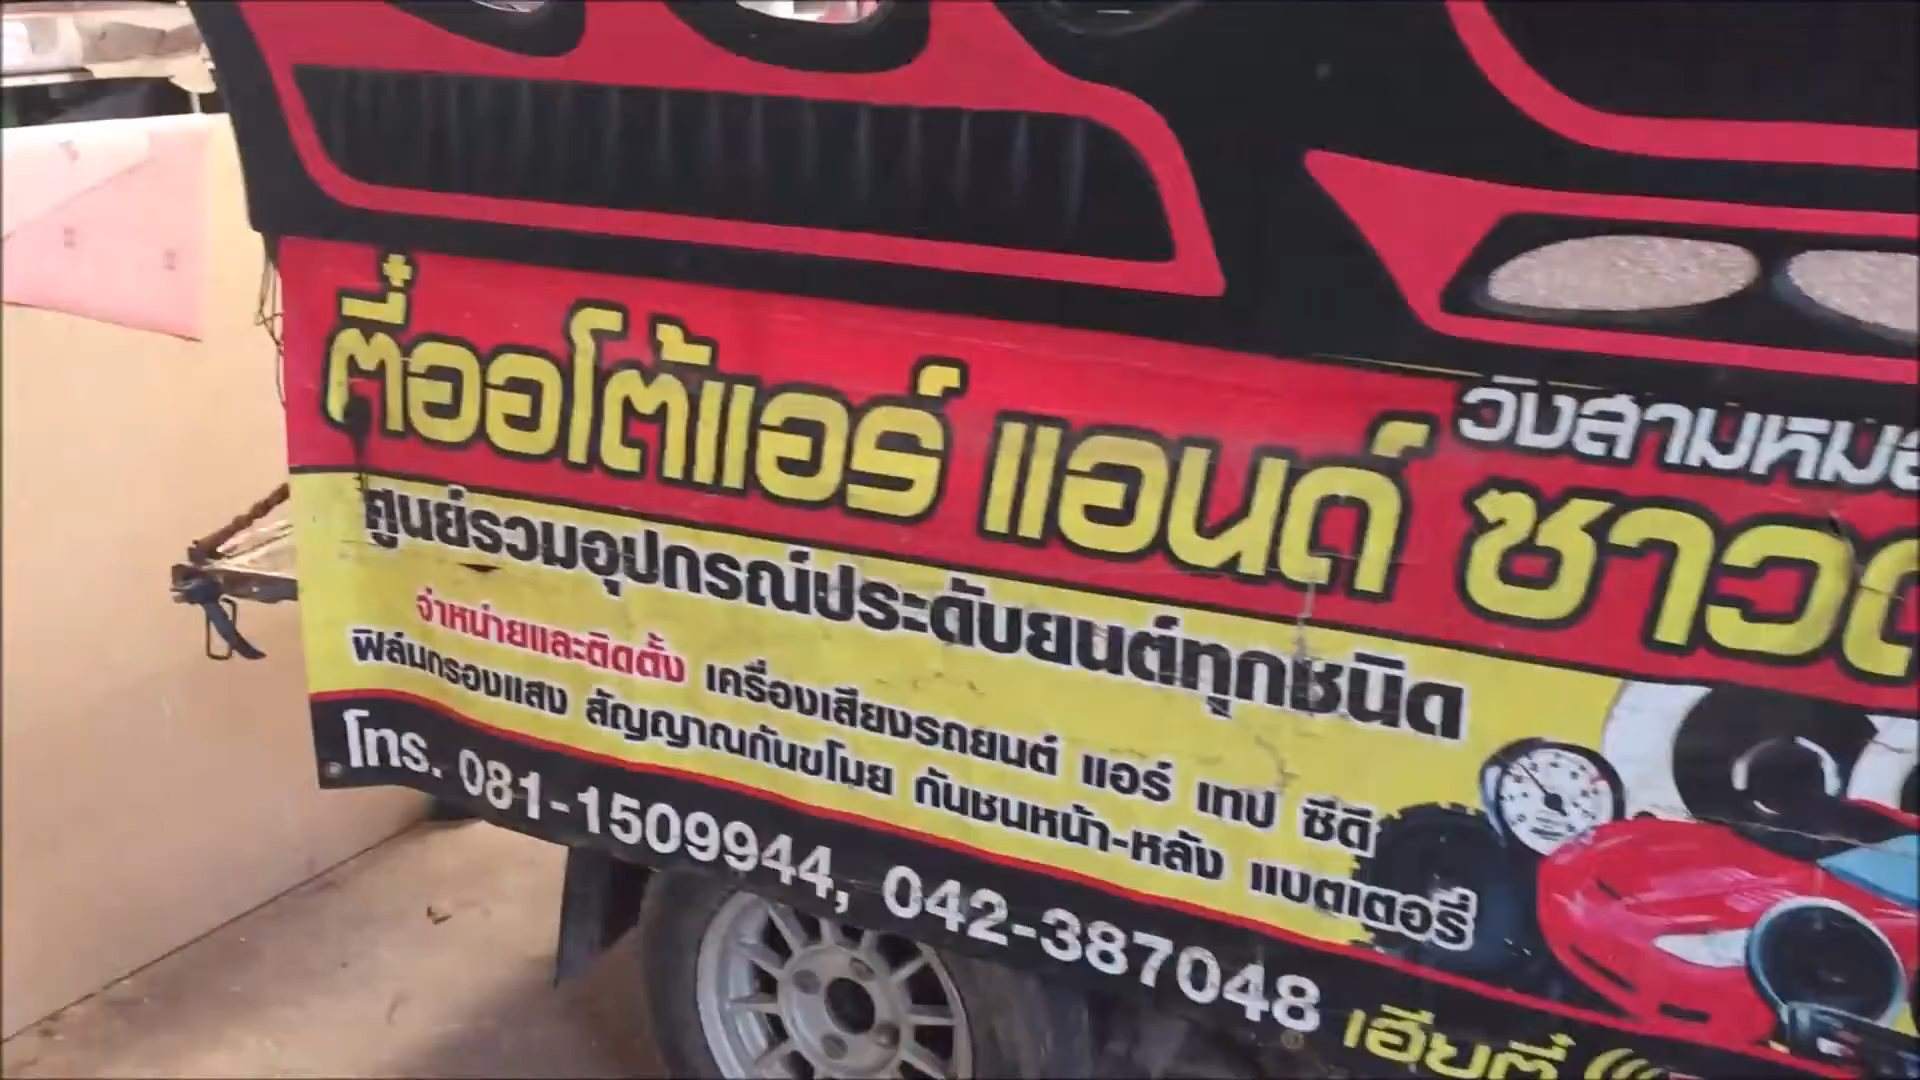 วังสามหมอ
ตี๋ออโต้แอร์ แอนด์ ซาวด
ศูนย์รวมอุปกรณ์ประดับยนต์ทุกชนิด
จำหน่ายและติดตั้ง เครื่องเสียงรถยนต์ แอร์ เทป ซีดี
ฟิล์มกรองแสง สัญญาณกันขโมย กันชนหน้า-หลัง แบตเตอรี่
โทร. 081-1509944, 042-387048 เฮียตี๋